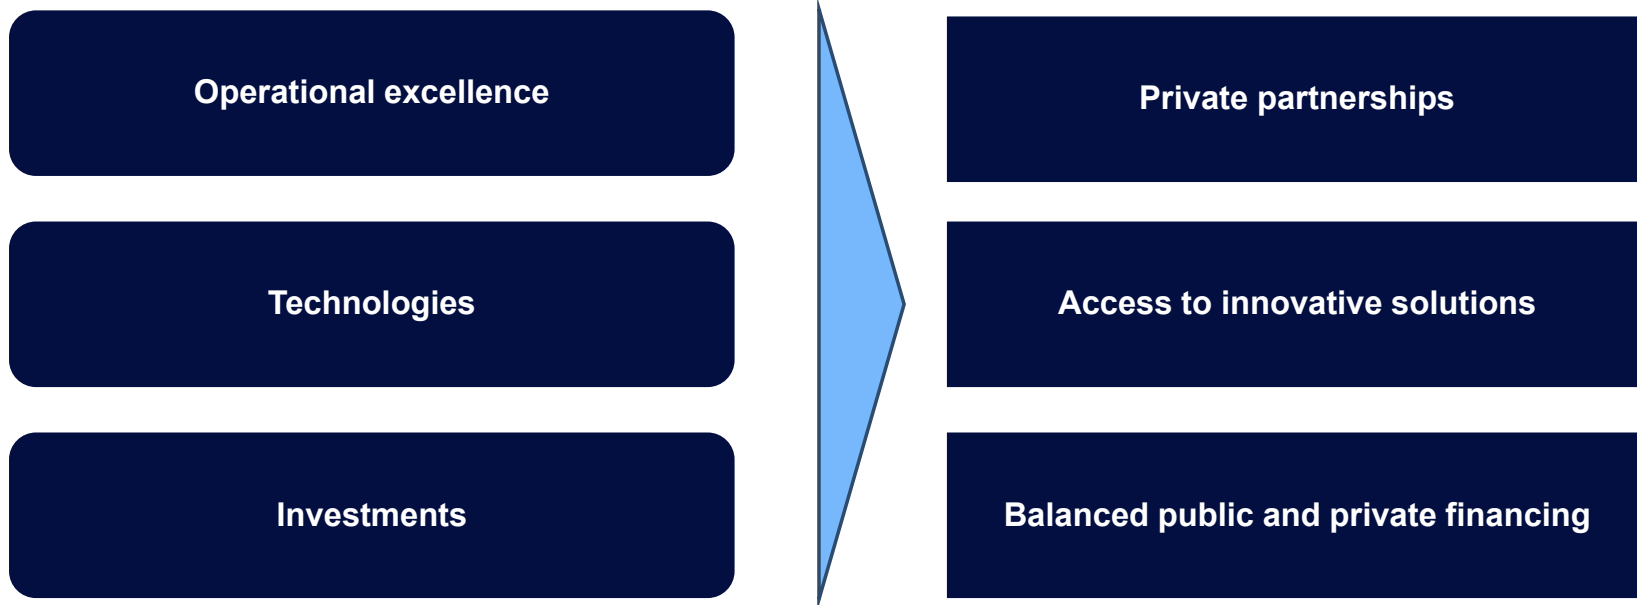 Operational excellence
Private partnerships
Technologies
Access to innovative solutions
Investments
Balanced public and private financing